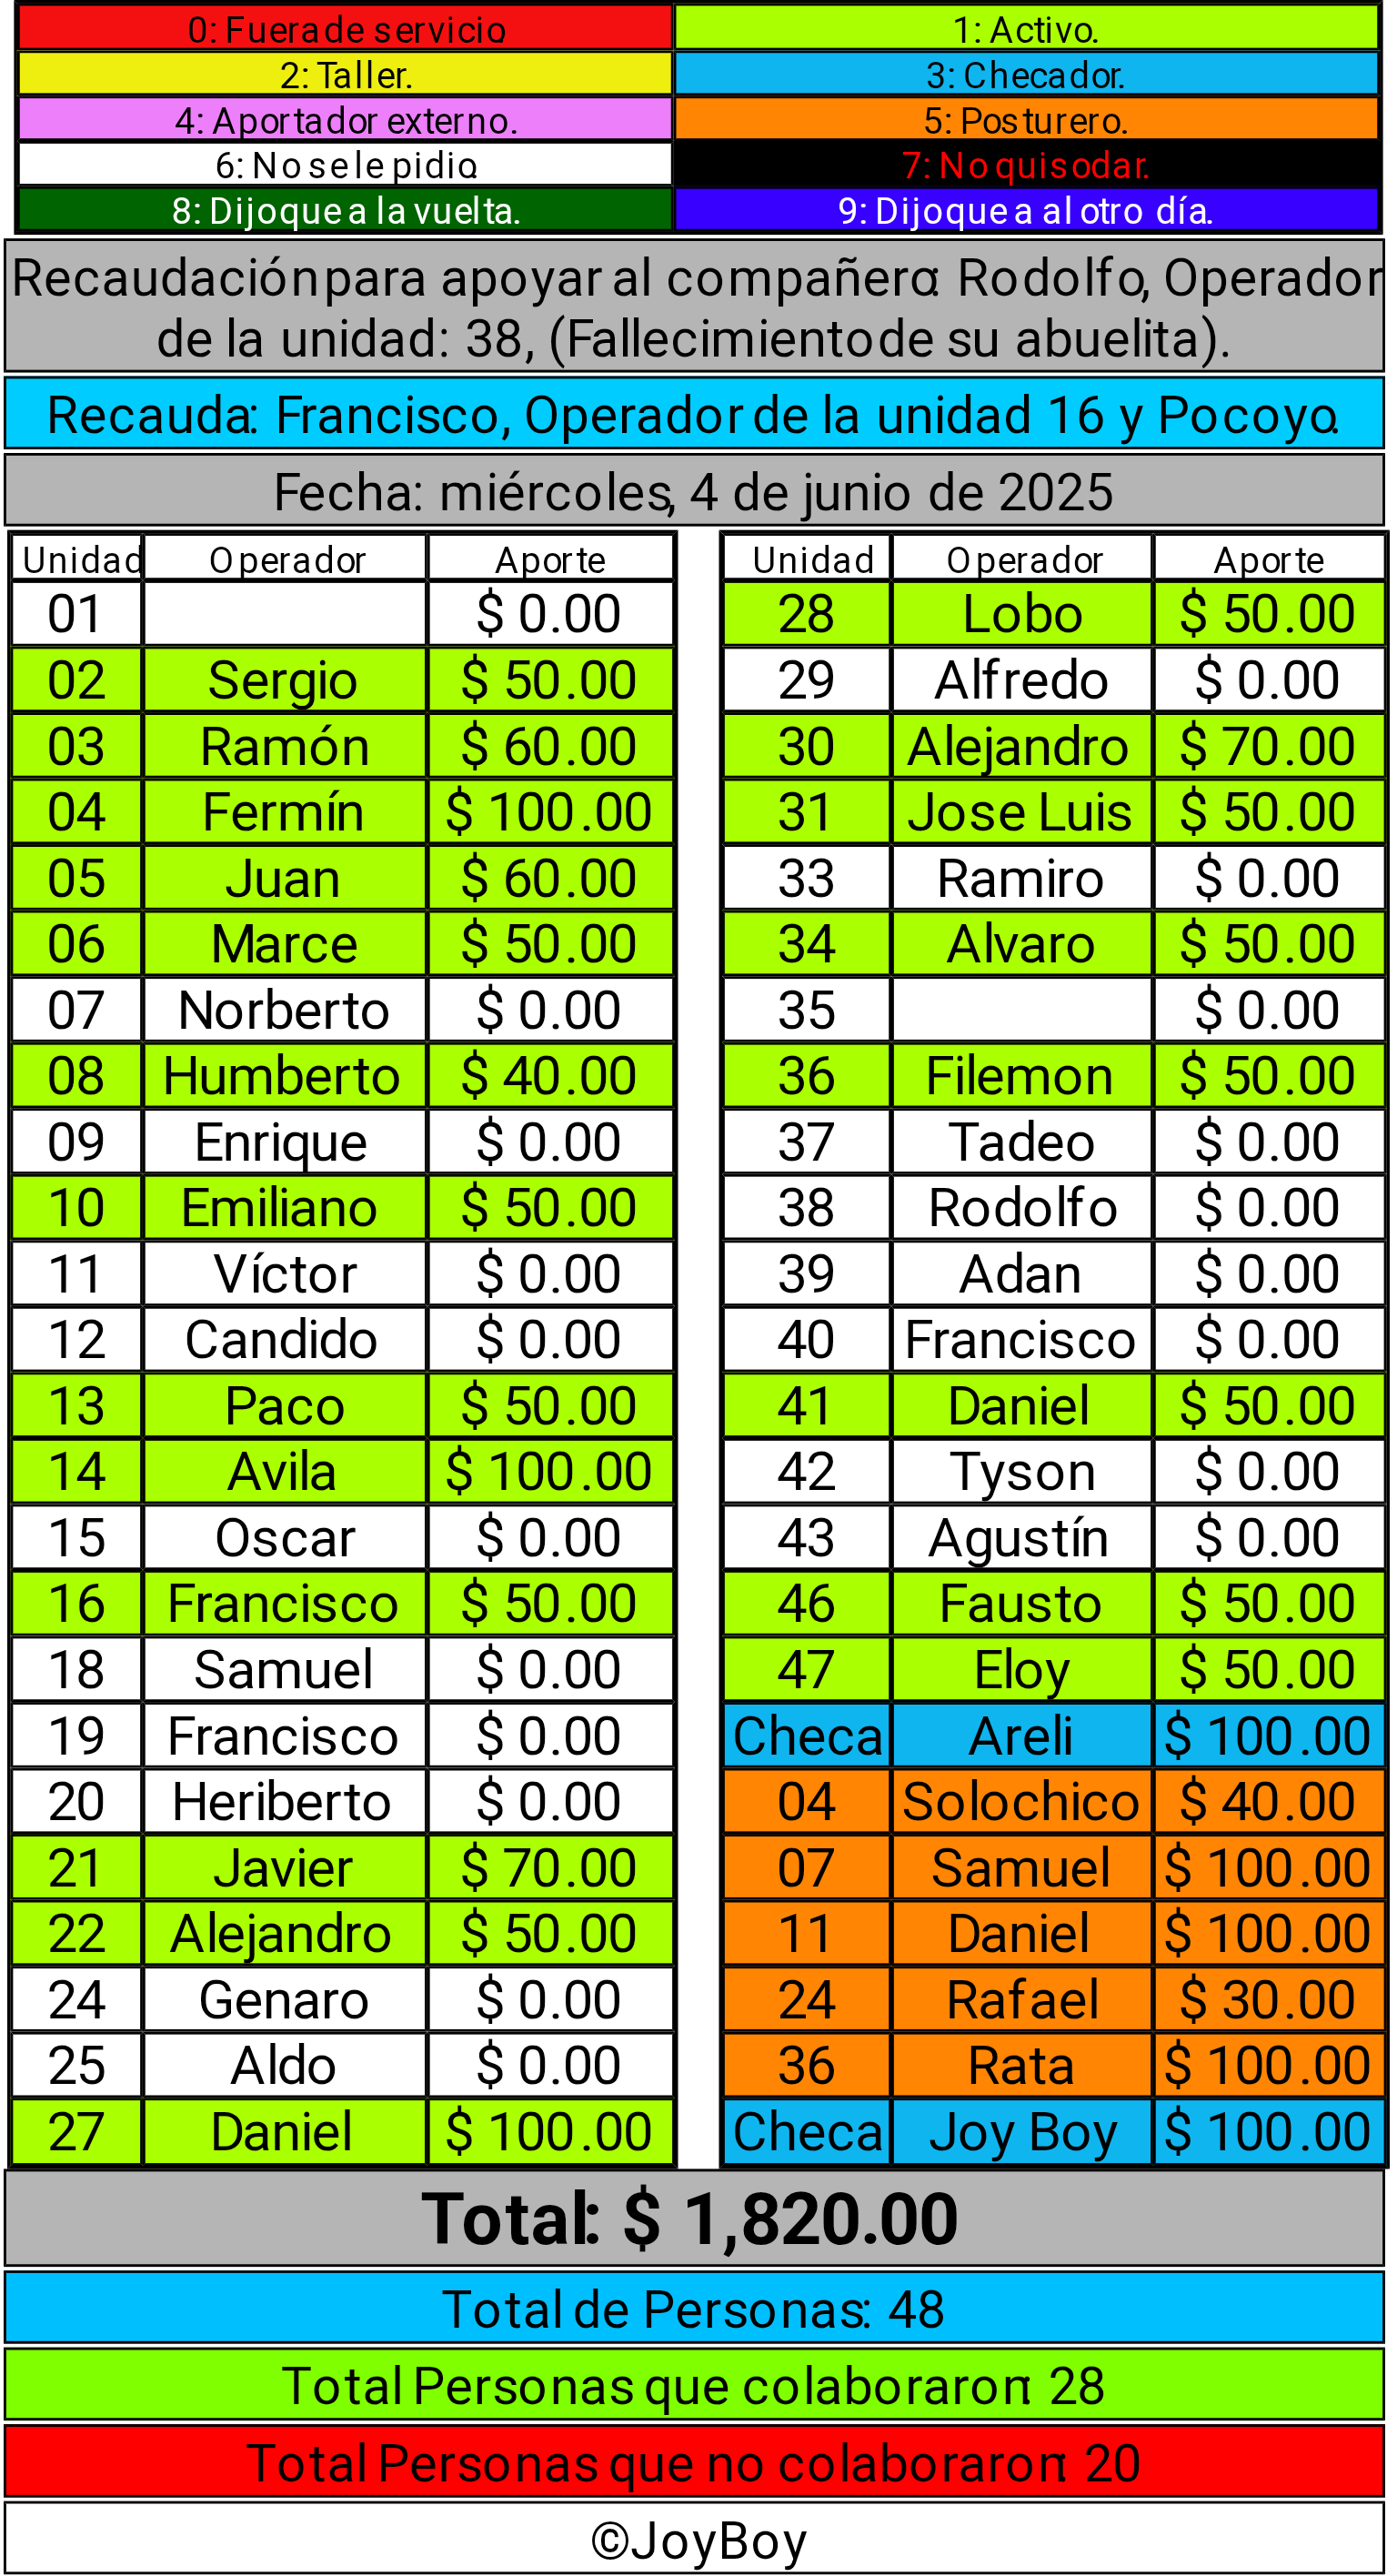 0: Fuera de servicio.
1: Activo.
2: Taller.
3: Checador.
4: Aportador externo.
5: Posturero.
6: No se le pidio.
7: No quiso dar.
8: Dijo que a la vuelta.
9: Dijo que a al otro día.
Recaudación para apoyar al compañero: Rodolfo, Operador
de la unidad: 38, (Fallecimiento de su abuelita).
Recauda: Francisco, Operador de la unidad 16 y Pocoyo.
Fecha: miércoles, 4 de junio de 2025
Unidad Operador Aporte
01 $ 0.00
02 Sergio $ 50.00
03 Ramón $ 60.00
04 Fermín $ 100.00
05 Juan $ 60.00
06 Marce $ 50.00
07 Norberto $ 0.00
08 Humberto $ 40.00
09 Enrique $ 0.00
10 Emiliano $ 50.00
11 Víctor $ 0.00
12 Candido $ 0.00
13 Paco $ 50.00
14 Avila $ 100.00
15 Oscar $ 0.00
16 Francisco $ 50.00
18 Samuel $ 0.00
19 Francisco $ 0.00
20 Heriberto $ 0.00
21 Javier $ 70.00
22 Alejandro $ 50.00
24 Genaro $ 0.00
25 Aldo $ 0.00
27 Daniel $ 100.00
Unidad Operador Aporte
28 Lobo $ 50.00
29 Alfredo $ 0.00
30 Alejandro $ 70.00
31 Jose Luis $ 50.00
33 Ramiro $ 0.00
34 Alvaro $ 50.00
35 $ 0.00
36 Filemon $ 50.00
37 Tadeo $ 0.00
38 Rodolfo $ 0.00
39 Adan $ 0.00
40 Francisco $ 0.00
41 Daniel $ 50.00
42 Tyson $ 0.00
43 Agustín $ 0.00
46 Fausto $ 50.00
47 Eloy $ 50.00
Checa Areli $ 100.00
04 Solochico $ 40.00
07 Samuel $ 100.00
11 Daniel $ 100.00
24 Rafael $ 30.00
36 Rata $ 100.00
Checa Joy Boy $ 100.00
Total: $ 1,820.00
Total de Personas: 48
Total Personas que colaboraron: 28
Total Personas que no colaboraron: 20
©JoyBoy